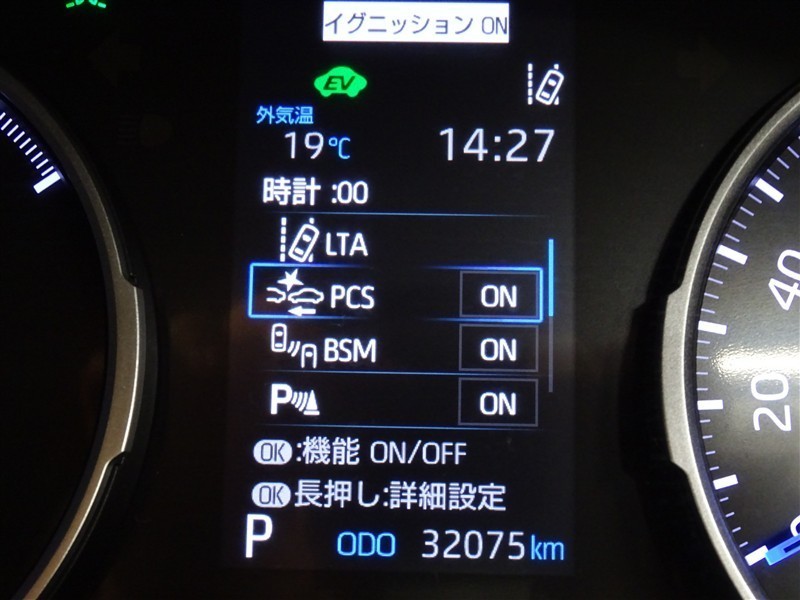 イグニッション ON
EV
外気温
19℃ 14:27
時計 :00
LTA
PCS ON
BSM ON
P ON
OK:機能 ON/OFF
OK長押し:詳細設定
P ODO 32075km
40
20
0